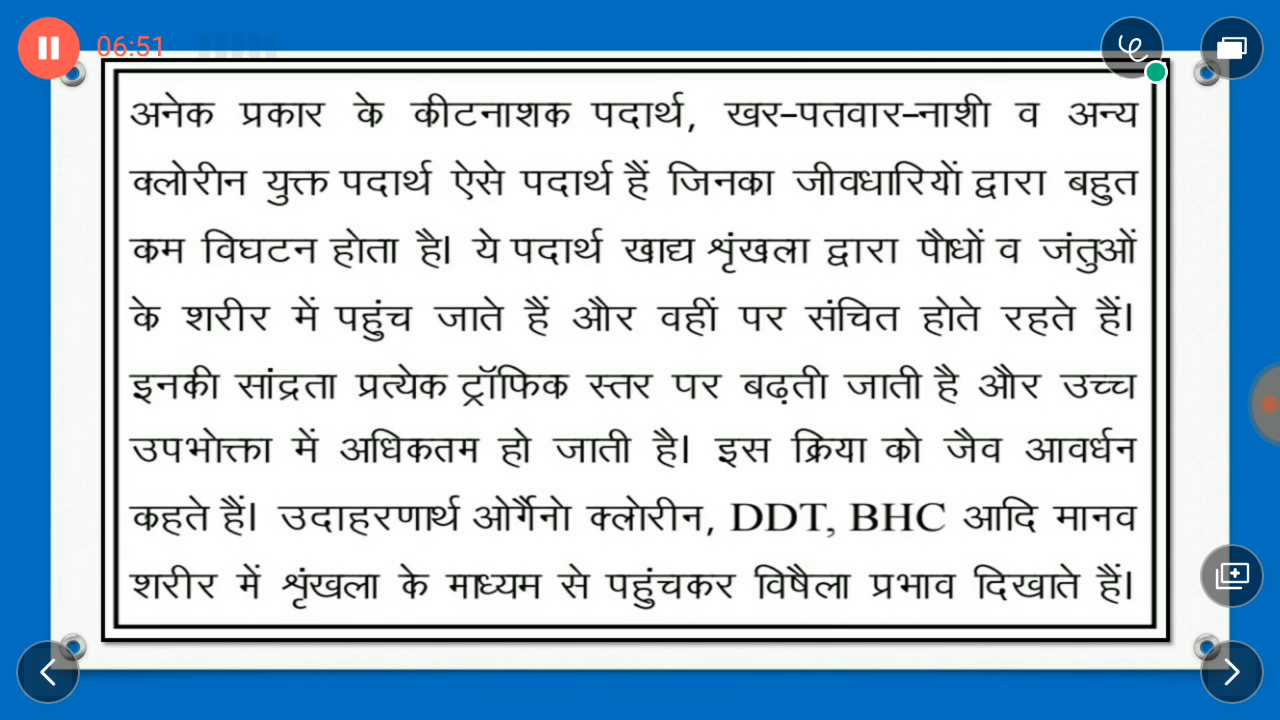 06:51
अनेक प्रकार के कीटनाशक पदार्थ, खर-पतवार-नाशी व अन्य
क्लोरीन युक्त पदार्थ ऐसे पदार्थ हैं जिनका जीवधारियों द्वारा बहुत
कम विघटन होता है। ये पदार्थ खाद्य शृंखला द्वारा पौधों व जंतुओं
के शरीर में पहुंच जाते हैं और वहीं पर संचित होते रहते हैं।
इनकी सांद्रता प्रत्येक ट्रॉफिक स्तर पर बढ़ती जाती है और उच्च
उपभोक्ता में अधिकतम हो जाती है। इस क्रिया को जैव आवर्धन
कहते हैं। उदाहरणार्थ ओर्गैनो क्लोरीन, DDT, BHC आदि मानव
शरीर में शृंखला के माध्यम से पहुंचकर विषैला प्रभाव दिखाते हैं।